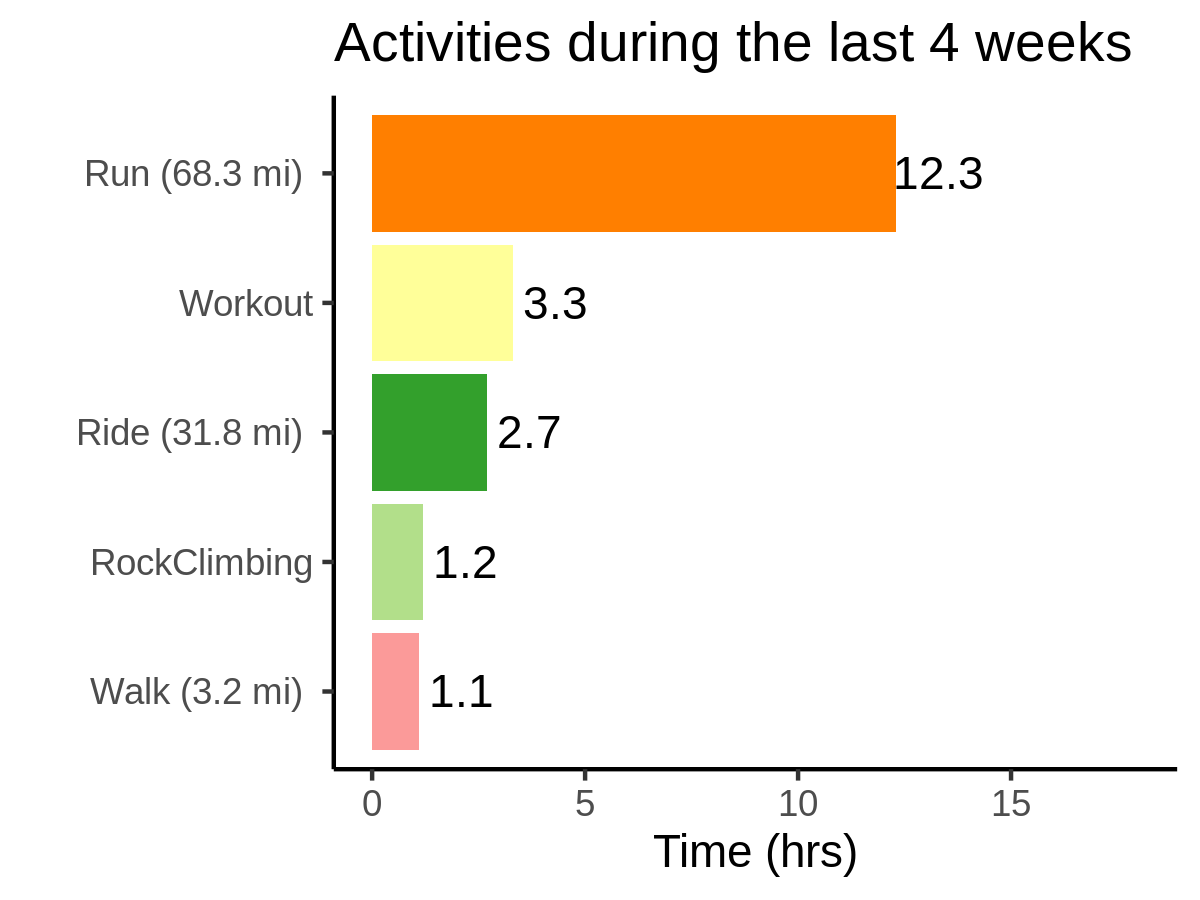 Activities during the last 4 weeks
Run (68.3 mi)
12.3
Workout
3.3
Ride (31.8 mi)
2.7
RockClimbing
1.2
Walk (3.2 mi)
1.1
0 5 10 15
Time (hrs)